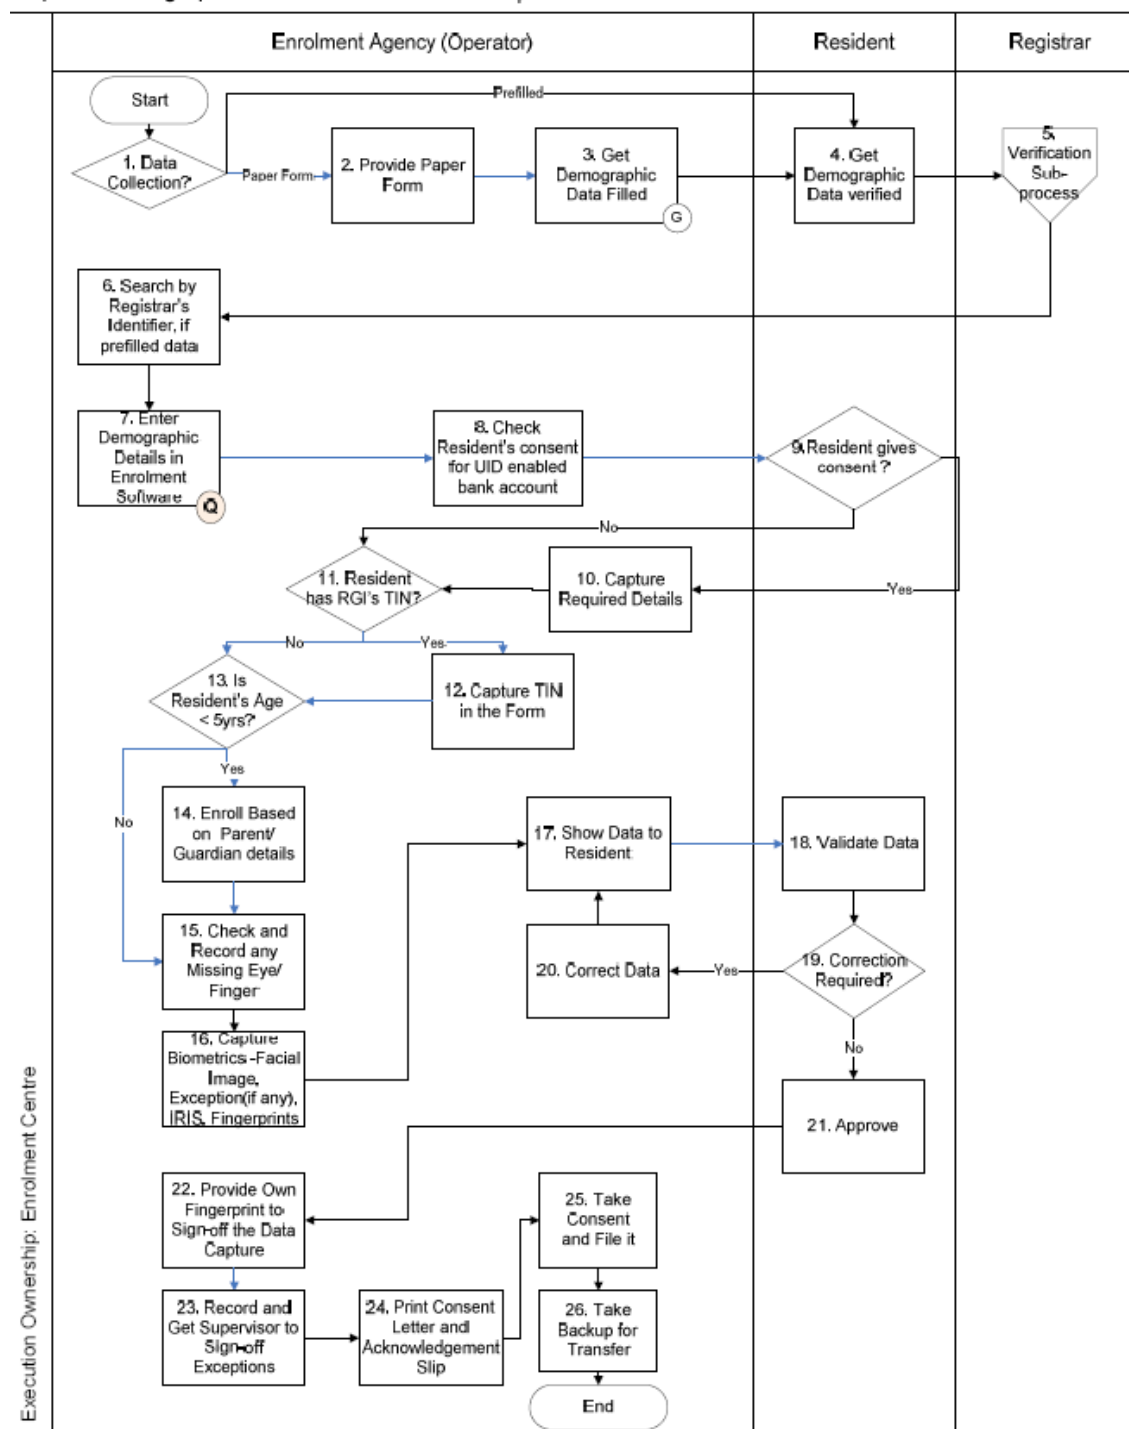 Enrolment Agency (Operator)
Resident
Registrar
Start
Prefilled
1. Data
Collection?
Paper Form
2. Provide Paper
Form
3. Get
Demographic
Data Filled
G
4. Get
Demographic
Data verified
5.
Verification
Sub-
process
6. Search by
Registrar's
Identifier, if
prefilled data
7. Enter
Demographic
Details in
Enrolment
Software
Q
8. Check
Resident's consent
for UID enabled
bank account
9. Resident gives
consent ?
No
Yes
10. Capture
Required Details
11. Resident
has RGI's TIN?
No
Yes
12. Capture TIN
in the Form
13. Is
Resident's Age
< 5yrs?
Yes
No
14. Enroll Based
on Parent/
Guardian details
15. Check and
Record any
Missing Eye/
Finger
16. Capture
Biometrics -Facial
Image,
Exception(if any),
IRIS, Fingerprints
17. Show Data to
Resident
18. Validate Data
19. Correction
Required?
Yes
20. Correct Data
No
21. Approve
22. Provide Own
Fingerprint to
Sign-off the Data
Capture
23. Record and
Get Supervisor to
Sign-off
Exceptions
24. Print Consent
Letter and
Acknowledgement
Slip
25. Take
Consent
and File it
26. Take
Backup for
Transfer
End
Execution Ownership: Enrolment Centre